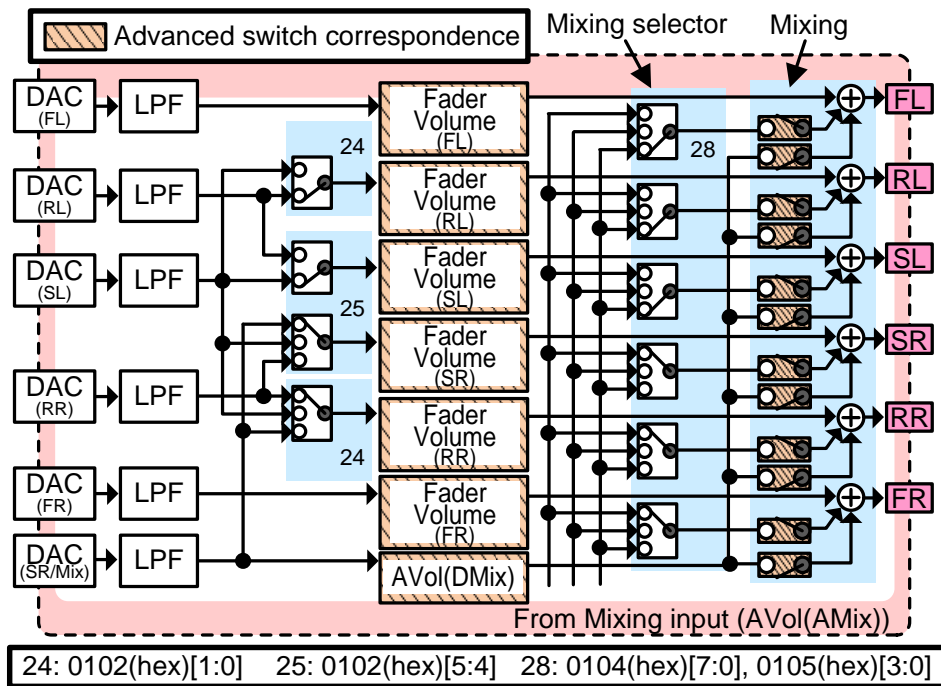 Advanced switch correspondence
Mixing selector
Mixing
DAC
(FL)
LPF
Fader
Volume
(FL)
FL
24
28
DAC
(RL)
LPF
Fader
Volume
(RL)
RL
DAC
(SL)
LPF
Fader
Volume
(SL)
SL
25
Fader
Volume
(SR)
SR
DAC
(RR)
LPF
Fader
Volume
(RR)
RR
24
DAC
(FR)
LPF
Fader
Volume
(FR)
FR
DAC
(SR/Mix)
LPF
AVol(DMix)
From Mixing input (AVol(AMix))
24: 0102(hex)[1:0] 25: 0102(hex)[5:4] 28: 0104(hex)[7:0], 0105(hex)[3:0]